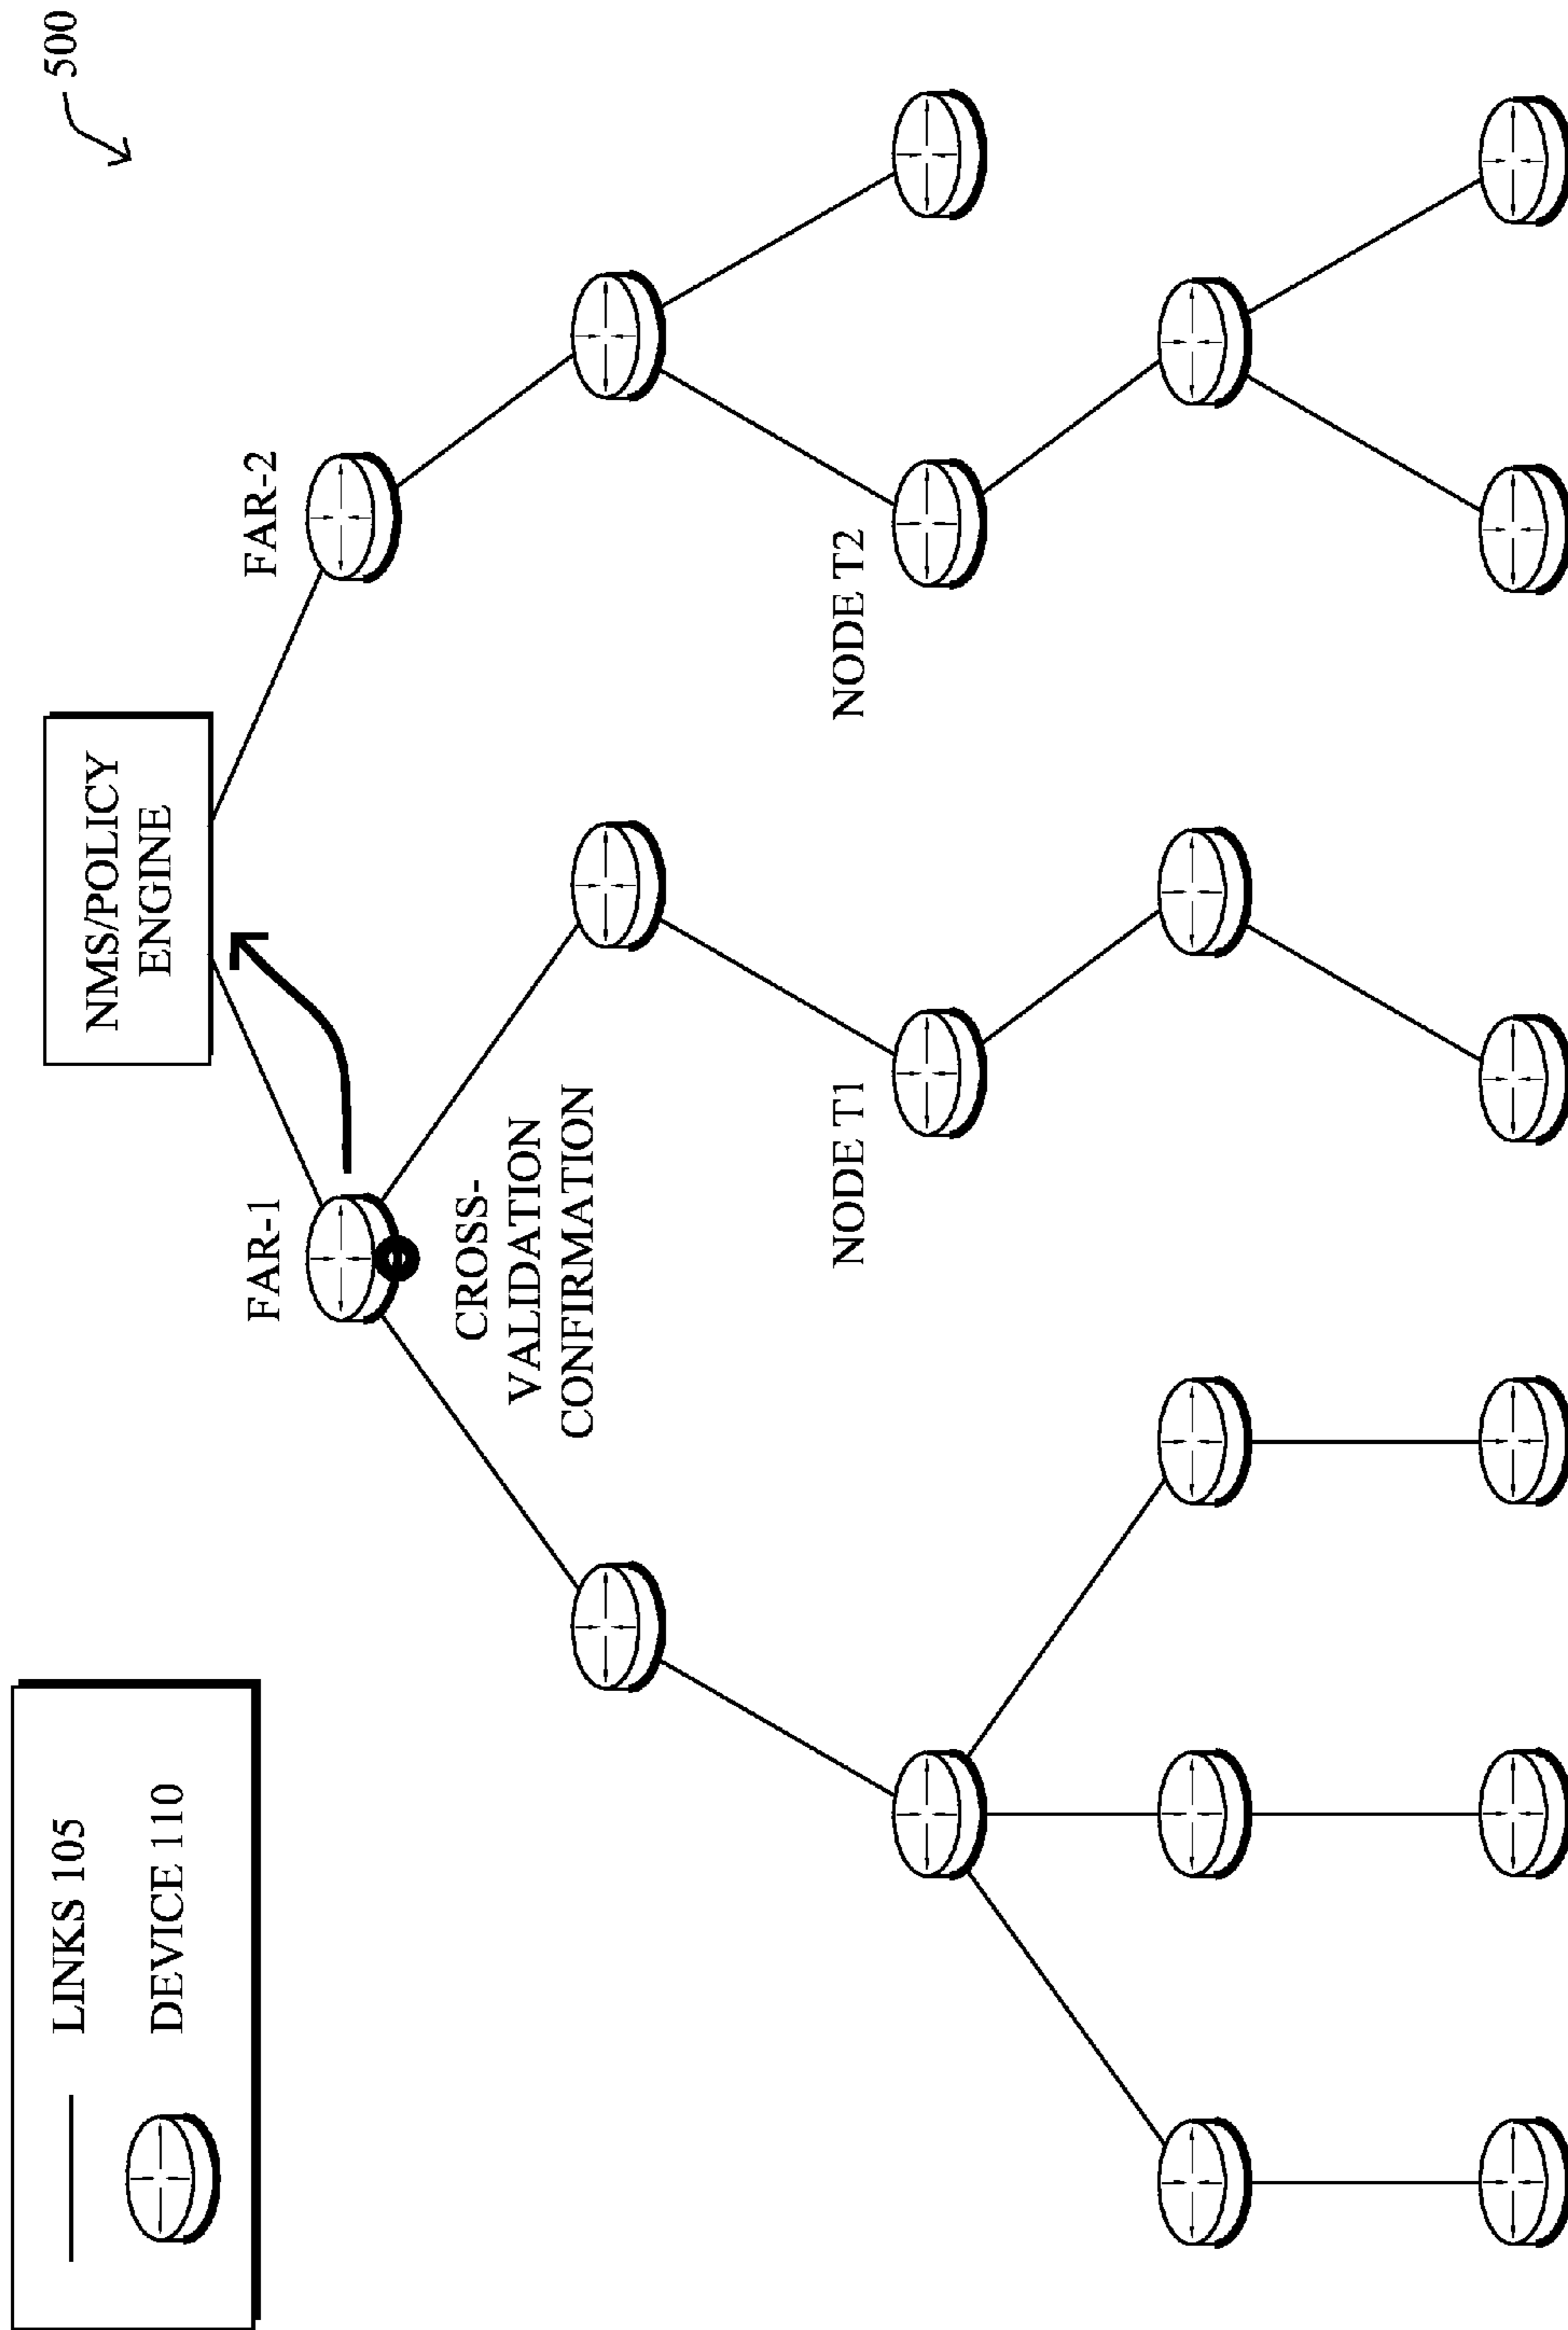 LINKS 105
DEVICE 110
500
NMS/POLICY
ENGINE
FAR-1
FAR-2
CROSS-
VALIDATION
CONFIRMATION
NODE T1
NODE T2